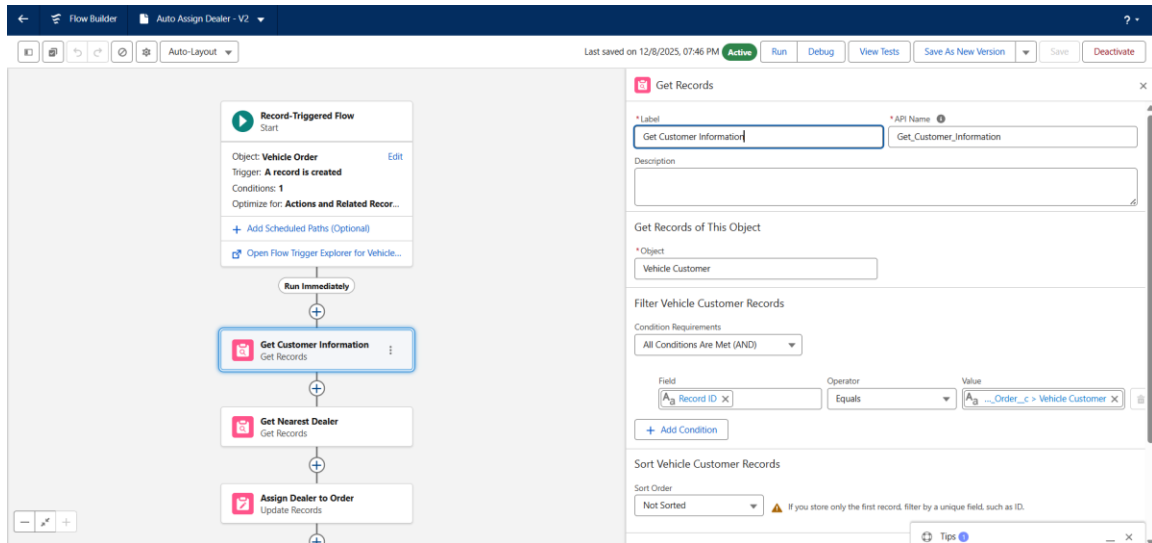 Flow Builder
Auto Assign Dealer - V2
?
Auto-Layout
Last saved on 12/8/2025, 07:46 PM
Active
Run
Debug
View Tests
Save As New Version
Save
Deactivate
Record-Triggered Flow
Start
Object: Vehicle Order
Edit
Trigger: A record is created
Conditions: 1
Optimize for: Actions and Related Recor...
+ Add Scheduled Paths (Optional)
Open Flow Trigger Explorer for Vehicle...
Run Immediately
Get Customer Information
Get Records
Get Nearest Dealer
Get Records
Assign Dealer to Order
Update Records
Get Records
*Label
*API Name
Get Customer Information
Get_Customer_Information
Description
Get Records of This Object
*Object
Vehicle Customer
Filter Vehicle Customer Records
Condition Requirements
All Conditions Are Met (AND)
Field
Operator
Value
Aa Record ID
Equals
Aa ..._Order__c > Vehicle Customer
+ Add Condition
Sort Vehicle Customer Records
Sort Order
Not Sorted
If you store only the first record, filter by a unique field, such as ID.
Tips 1